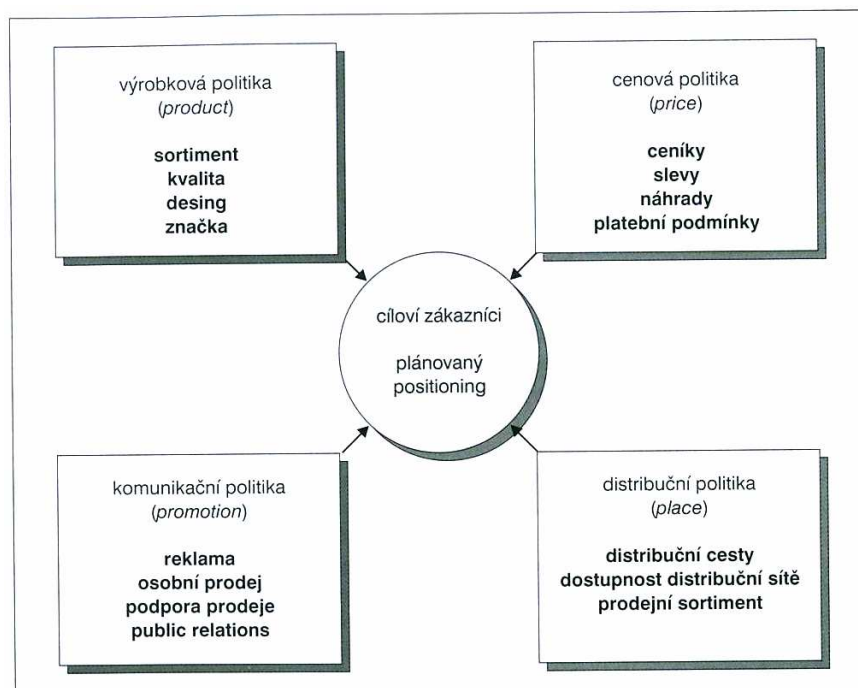 výrobková politika
(product)
sortiment
kvalita
desing
značka
cenová politika
(price)
ceníky
slevy
náhrady
platební podmínky
cíloví zákazníci
plánovaný
positioning
komunikační politika
(promotion)
reklama
osobní prodej
podpora prodeje
public relations
distribuční politika
(place)
distribuční cesty
dostupnost distribuční sítě
prodejní sortiment